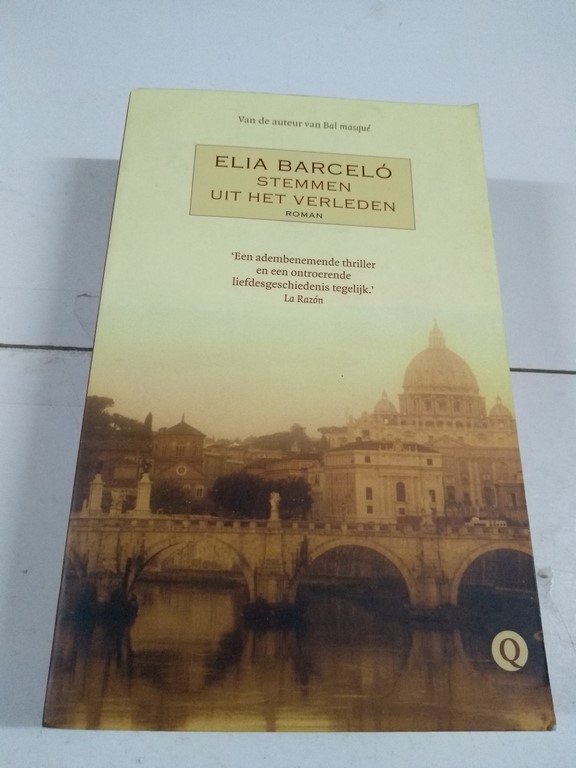 Van de auteur van Bal masqué
ELIA BARCELÓ
STEMMEN
UIT HET VERLEDEN
ROMAN
‘Een adembenemende thriller
en een ontroerende
liefdesgeschiedenis tegelijk.’
La Razón
Q